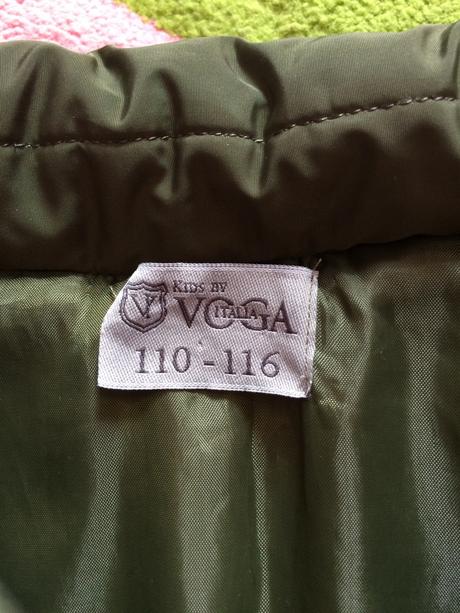 KIDS BY
V VOGA
ITALIA
110 - 116